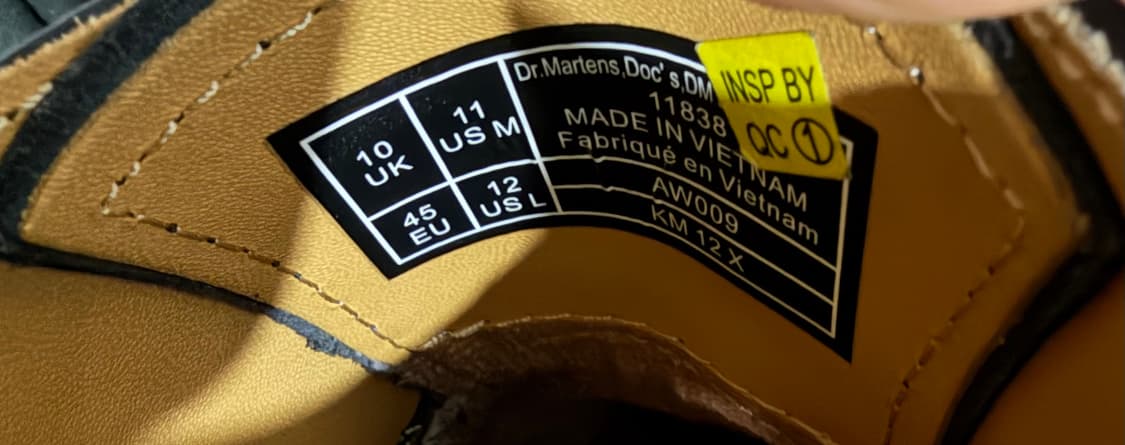 10
UK
11
US M
45
EU
12
US L
Dr.Martens,Doc's,DM
11838
MADE IN VIETNAM
Fabriqué en Vietnam
AW009
KM 12 X
INSP BY
QC 1